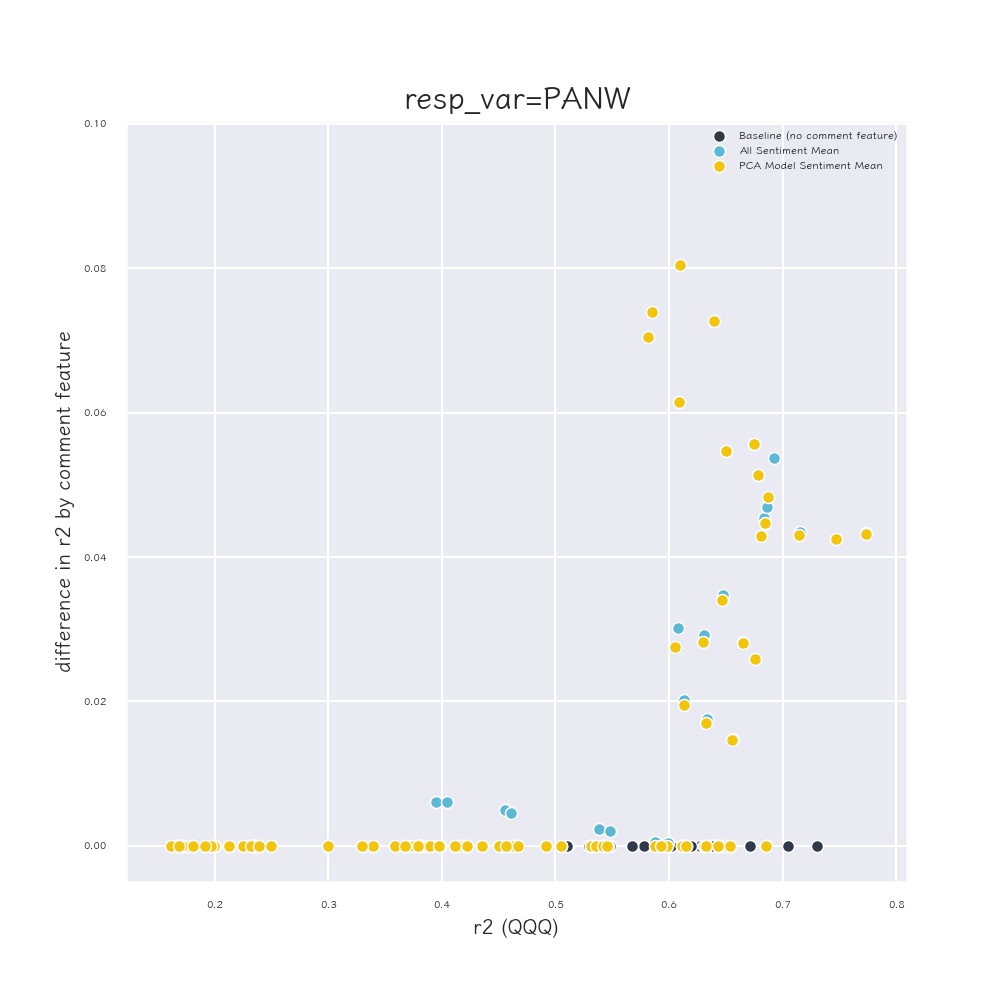 resp_var=PANW
0.10
0.08
0.06
0.04
0.02
0.00
difference in r2 by comment feature
Baseline (no comment feature)
All Sentiment Mean
PCA Model Sentiment Mean
0.2 0.3 0.4 0.5 0.6 0.7 0.8
r2 (QQQ)